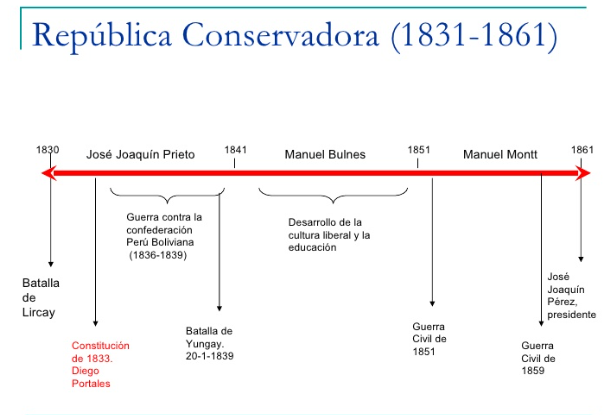 República Conservadora (1831-1861)
1830
José Joaquín Prieto
1841
Manuel Bulnes
1851
Manuel Montt
1861
Guerra contra la
confederación
Perú Boliviana
(1836-1839)
Desarrollo de la
cultura liberal y la
educación
Batalla
de
Lircay
José
Joaquín
Pérez,
presidente
Constitución
de 1833.
Diego
Portales
Batalla de
Yungay.
20-1-1839
Guerra
Civil de
1851
Guerra
Civil de
1859